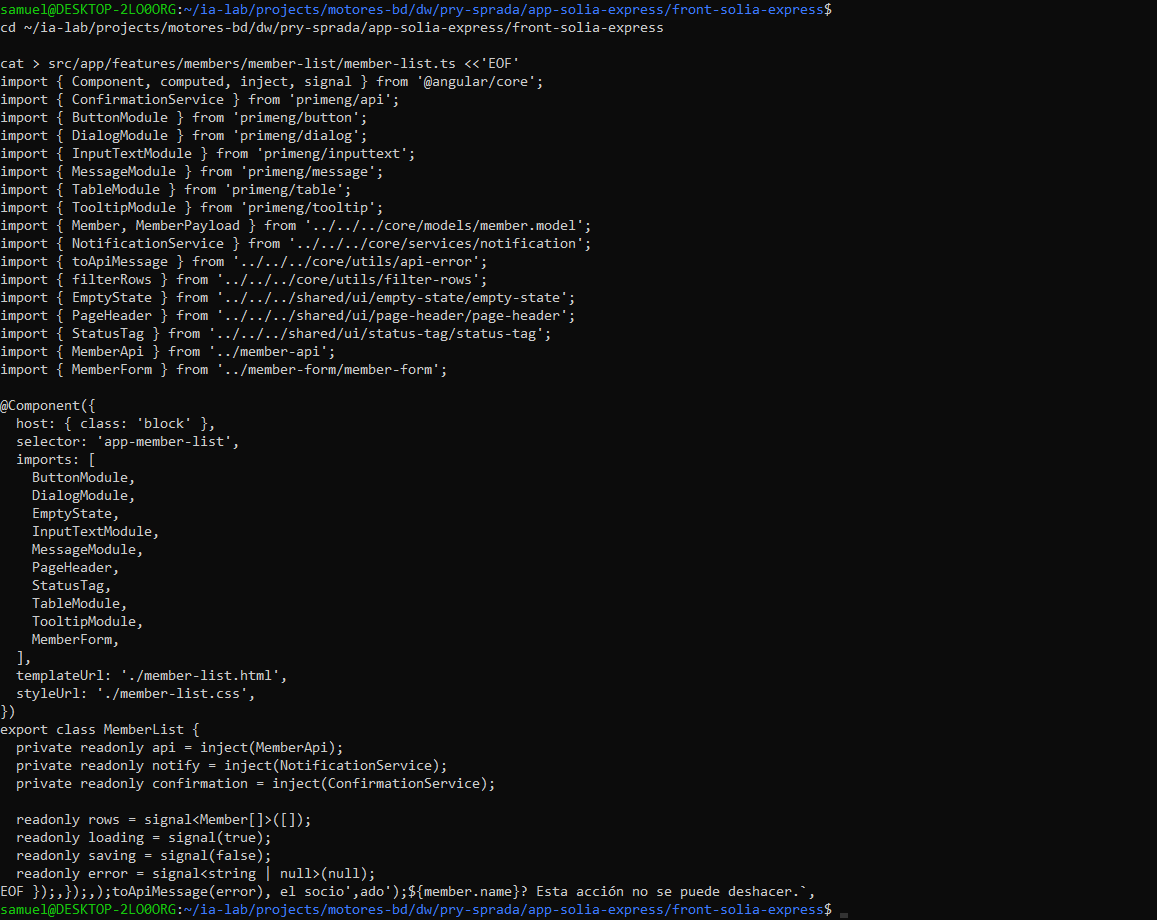 samuel@DESKTOP-2LO0ORG:~/ia-lab/projects/motores-bd/dw/pry-sprada/app-solia-express/front-solia-express$
cd ~/ia-lab/projects/motores-bd/dw/pry-sprada/app-solia-express/front-solia-express
cat > src/app/features/members/member-list/member-list.ts <<'EOF'
import { Component, computed, inject, signal } from '@angular/core';
import { ConfirmationService } from 'primeng/api';
import { ButtonModule } from 'primeng/button';
import { DialogModule } from 'primeng/dialog';
import { InputTextModule } from 'primeng/inputtext';
import { MessageModule } from 'primeng/message';
import { TableModule } from 'primeng/table';
import { TooltipModule } from 'primeng/tooltip';
import { Member, MemberPayload } from '../../../core/models/member.model';
import { NotificationService } from '../../../core/services/notification';
import { toApiMessage } from '../../../core/utils/api-error';
import { filterRows } from '../../../core/utils/filter-rows';
import { EmptyState } from '../../../shared/ui/empty-state/empty-state';
import { PageHeader } from '../../../shared/ui/page-header/page-header';
import { StatusTag } from '../../../shared/ui/status-tag/status-tag';
import { MemberApi } from '../member-api';
import { MemberForm } from '../member-form/member-form';
@Component({
  host: { class: 'block' },
  selector: 'app-member-list',
  imports: [
    ButtonModule,
    DialogModule,
    EmptyState,
    InputTextModule,
    MessageModule,
    PageHeader,
    StatusTag,
    TableModule,
    TooltipModule,
    MemberForm,
  ],
  templateUrl: './member-list.html',
  styleUrl: './member-list.css',
})
export class MemberList {
  private readonly api = inject(MemberApi);
  private readonly notify = inject(NotificationService);
  private readonly confirmation = inject(ConfirmationService);
  readonly rows = signal<Member[]>([]);
  readonly loading = signal(true);
  readonly saving = signal(false);
  readonly error = signal<string | null>(null);
EOF });,});,);toApiMessage(error), el socio',ado');${member.name}? Esta acción no se puede deshacer.`,
samuel@DESKTOP-2LO0ORG:~/ia-lab/projects/motores-bd/dw/pry-sprada/app-solia-express/front-solia-express$